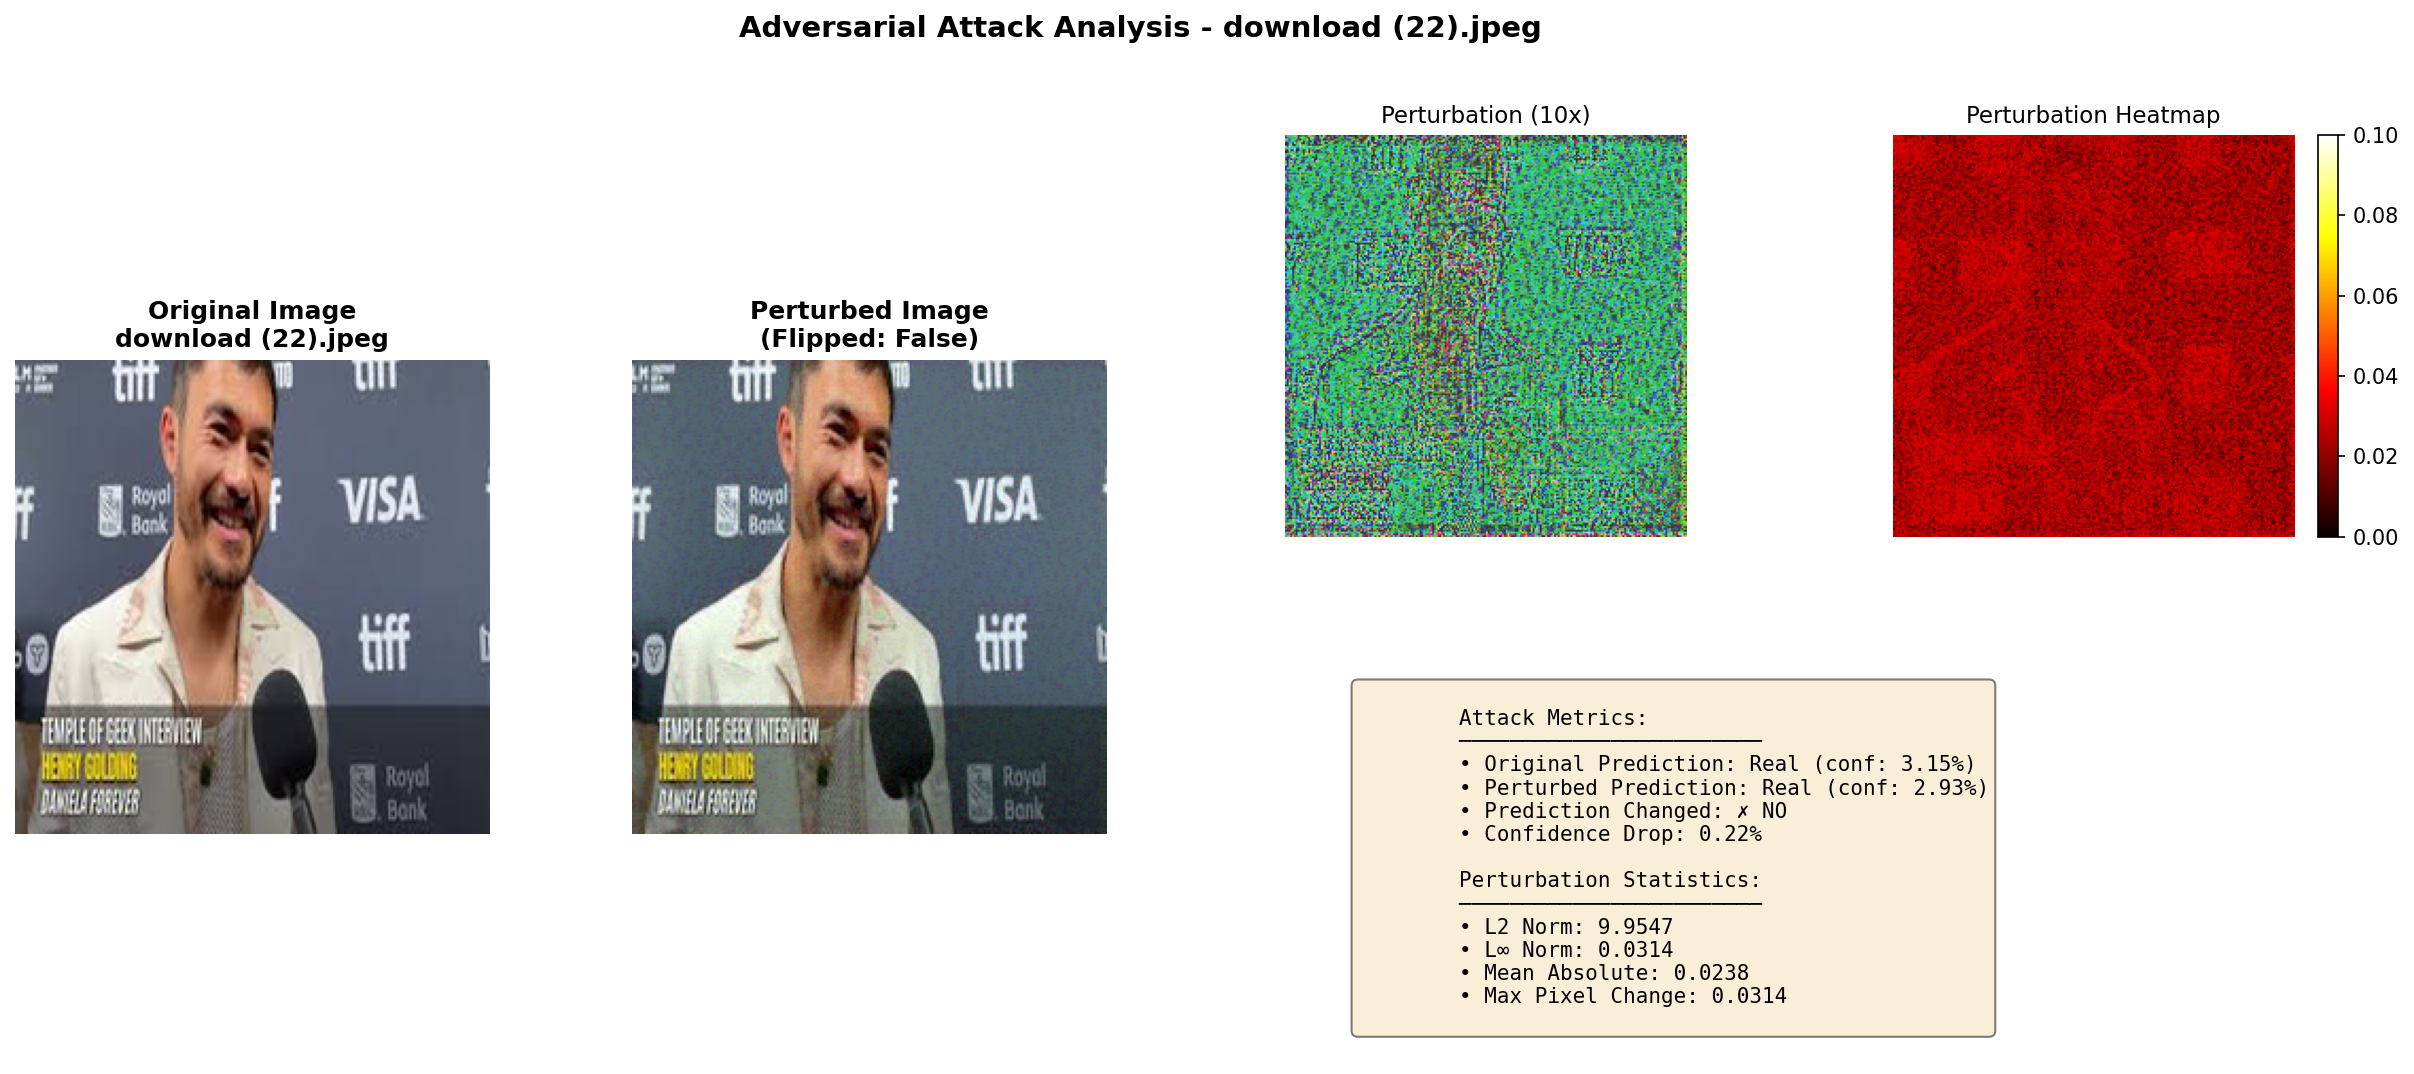 Adversarial Attack Analysis - download (22).jpeg
Original Image
download (22).jpeg
tiff
tiff
ff
Royal
Bank
f
VISA
tiff
TEMPLE OF GEEK INTERVIEW
HENRY GOLDING
DANIELA FOREVER
Royal
Bank
Perturbed Image
(Flipped: False)
tiff
tiff
ff
Royal
Bank
f
VISA
tiff
TEMPLE OF GEEK INTERVIEW
HENRY GOLDING
DANIELA FOREVER
Royal
Bank
Perturbation (10x)
Perturbation Heatmap
0.10
0.08
0.06
0.04
0.02
0.00
Attack Metrics:
────────────────────────
• Original Prediction: Real (conf: 3.15%)
• Perturbed Prediction: Real (conf: 2.93%)
• Prediction Changed: ✗ NO
• Confidence Drop: 0.22%
Perturbation Statistics:
────────────────────────
• L2 Norm: 9.9547
• L∞ Norm: 0.0314
• Mean Absolute: 0.0238
• Max Pixel Change: 0.0314